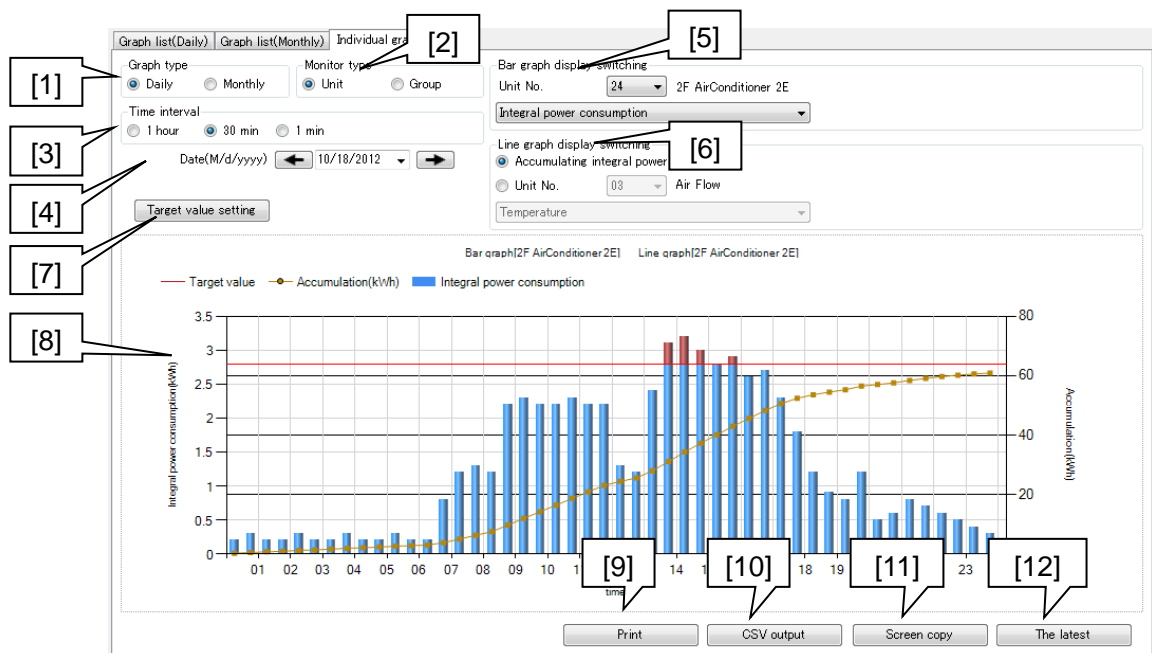 Graph list(Daily) Graph list(Monthly) Individual
[1]
[2]
[5]
Graph type
Daily Monthly
Monitor type
Unit Group
Bar graph display switching
Unit No. 24 2F AirConditioner 2E
Integral power consumption
[3]
Time interval
1 hour 30 min 1 min
[6]
Line graph display switching
Accumulating integral power
Unit No. 03 Air Flow
Temperature
[4]
Date(M/d/yyyy) 10/18/2012
[7]
Target value setting
Bar graph[2F AirConditioner 2E] Line graph[2F AirConditioner 2E]
Target value Accumulation(kWh) Integral power consumption
[8]
3.5
3
2.5
2
1.5
1
0.5
0
Integral power consumption(kWh)
80
60
40
20
Accumulation(kWh)
01 02 03 04 05 06 07 08 09 10 14 18 19 23
time
[9]
[10]
[11]
[12]
Print CSV output Screen copy The latest